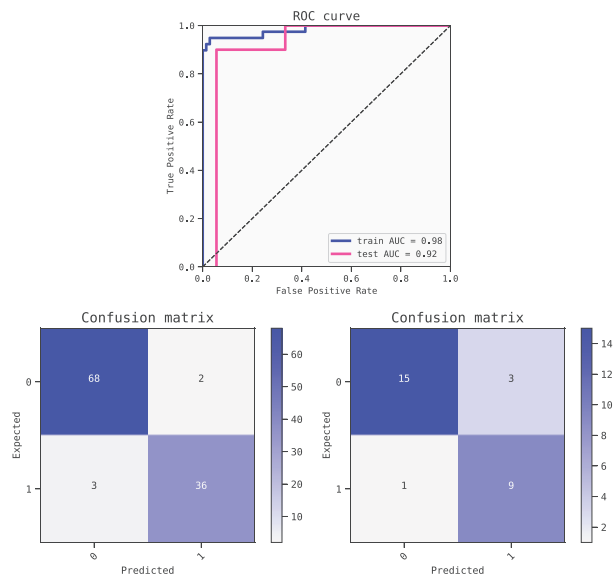 ROC curve
True Positive Rate
1.0
0.8
0.6
0.4
0.2
0.0
0.0 0.2 0.4 0.6 0.8 1.0
False Positive Rate
train AUC = 0.98
test AUC = 0.92
Confusion matrix
Expected
0
1
68 2
3 36
0 1
Predicted
60
50
40
30
20
10
Confusion matrix
Expected
0
1
15 3
1 9
0 1
Predicted
14
12
10
8
6
4
2